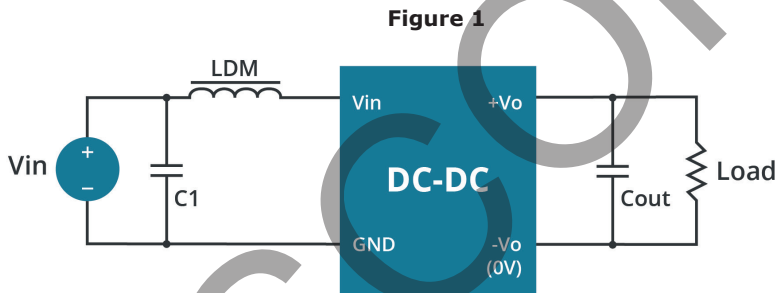 Figure 1
LDM
Vin
+Vo
+
Vin
DC-DC
Load
−
C1
Cout
GND
-Vo
(0V)